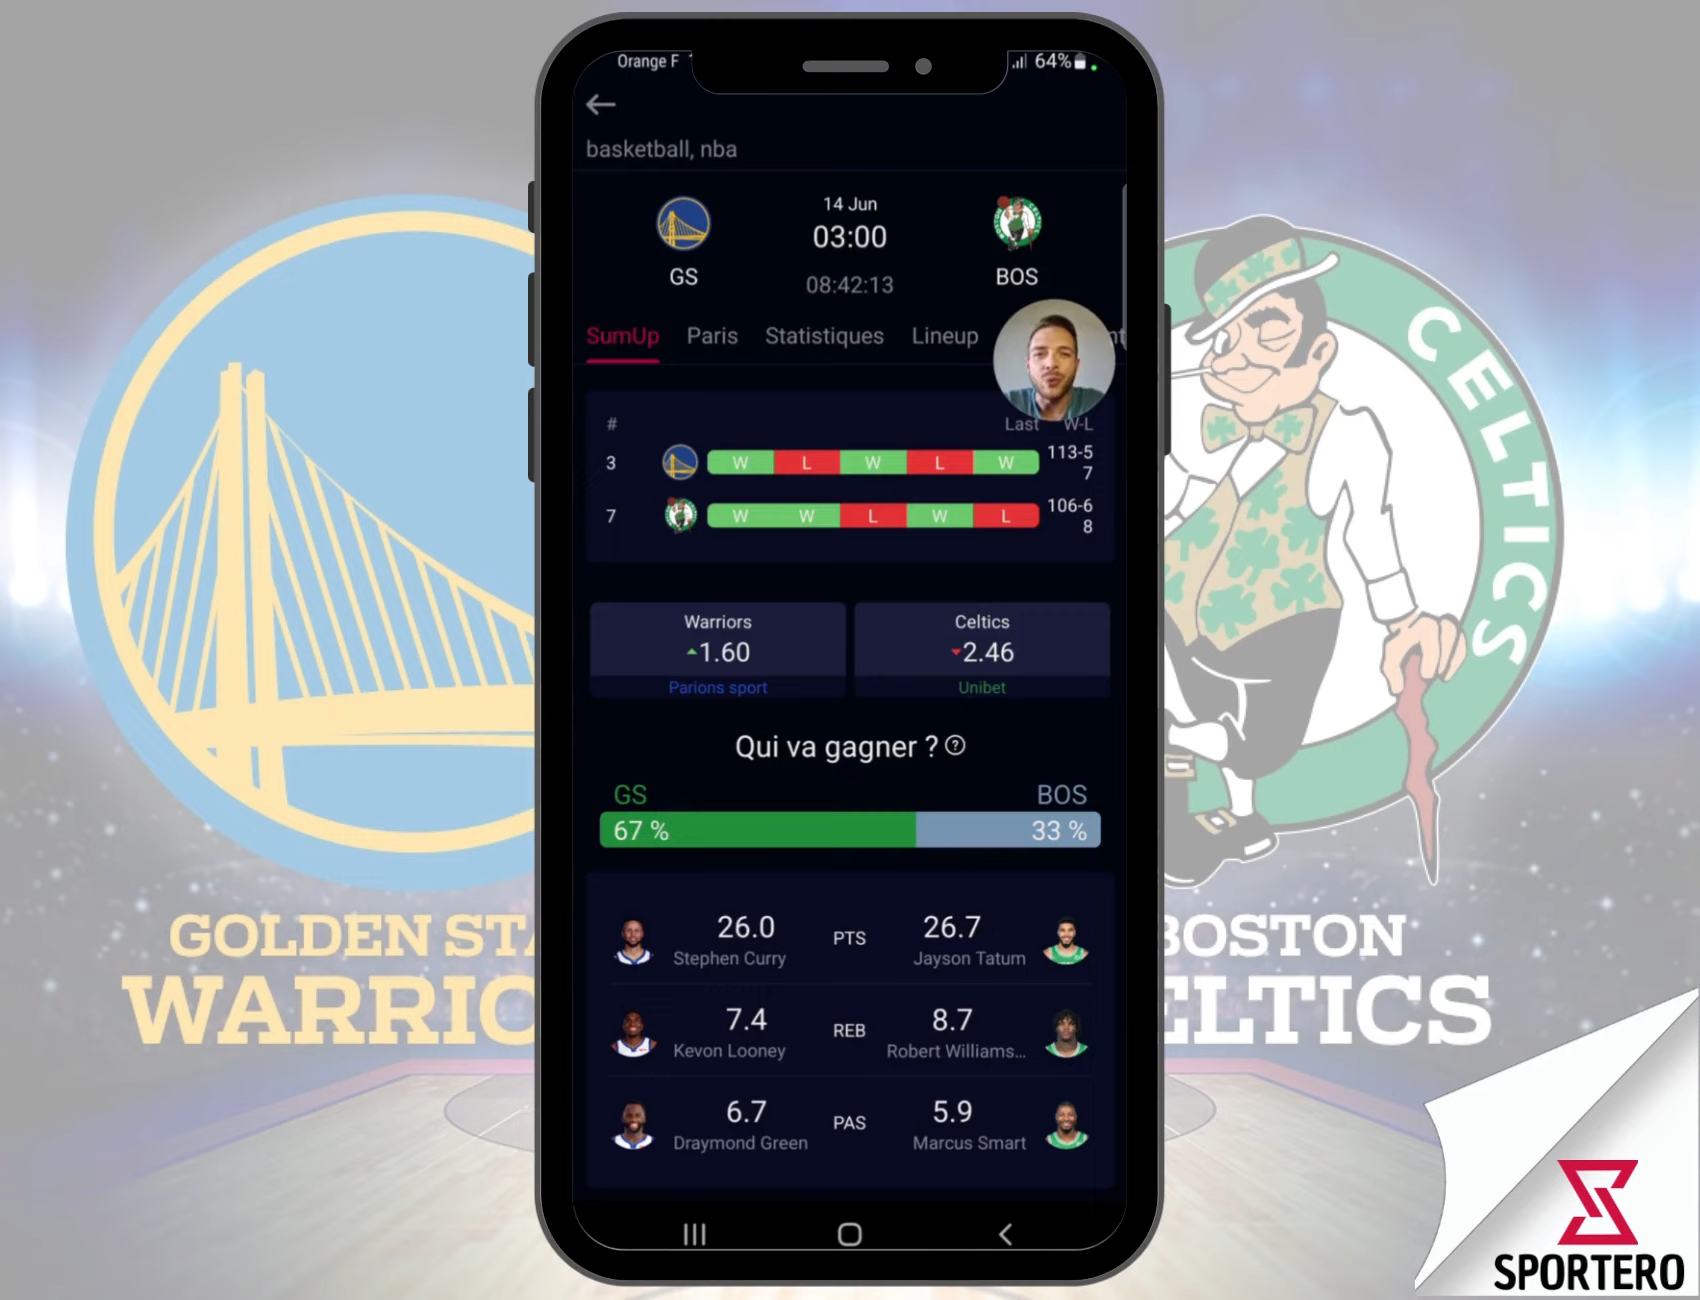 Orange F
64%
basketball, nba
14 Jun
03:00
08:42:13
GS
BOS
SumUp Paris Statistiques Lineup
# Last W-L
3 W L W L W 113-5
7
7 W W L W L 106-6
8
Warriors
1.60
Parions sport
Celtics
2.46
Unibet
Qui va gagner ?
GS BOS
67 % 33 %
26.0 PTS 26.7
Stephen Curry Jayson Tatum
7.4 REB 8.7
Kevon Looney Robert Williams...
6.7 PAS 5.9
Draymond Green Marcus Smart
GOLDEN STA
WARRIO
CELTICS
BOSTON
ELTICS
SPORTERO